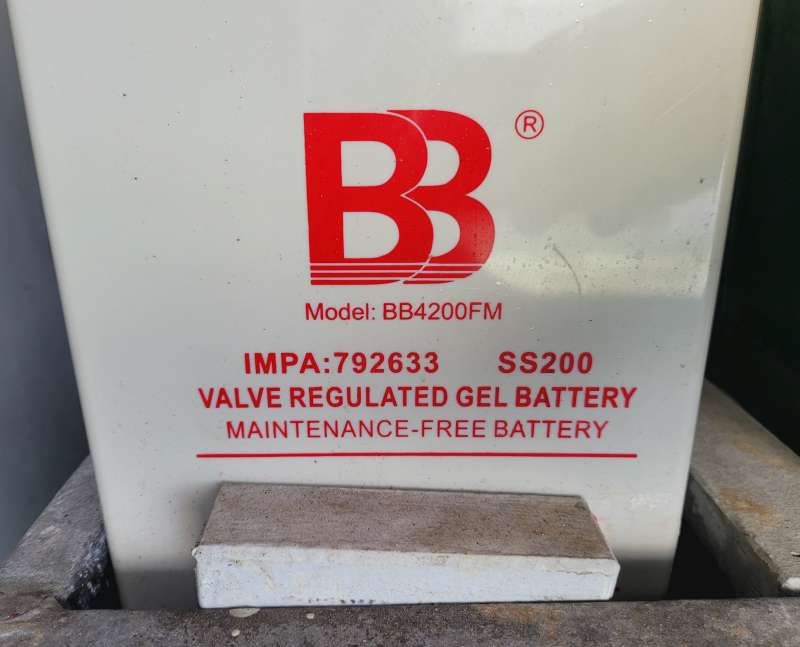 BB®
Model: BB4200FM
IMPA:792633 SS200
VALVE REGULATED GEL BATTERY
MAINTENANCE-FREE BATTERY